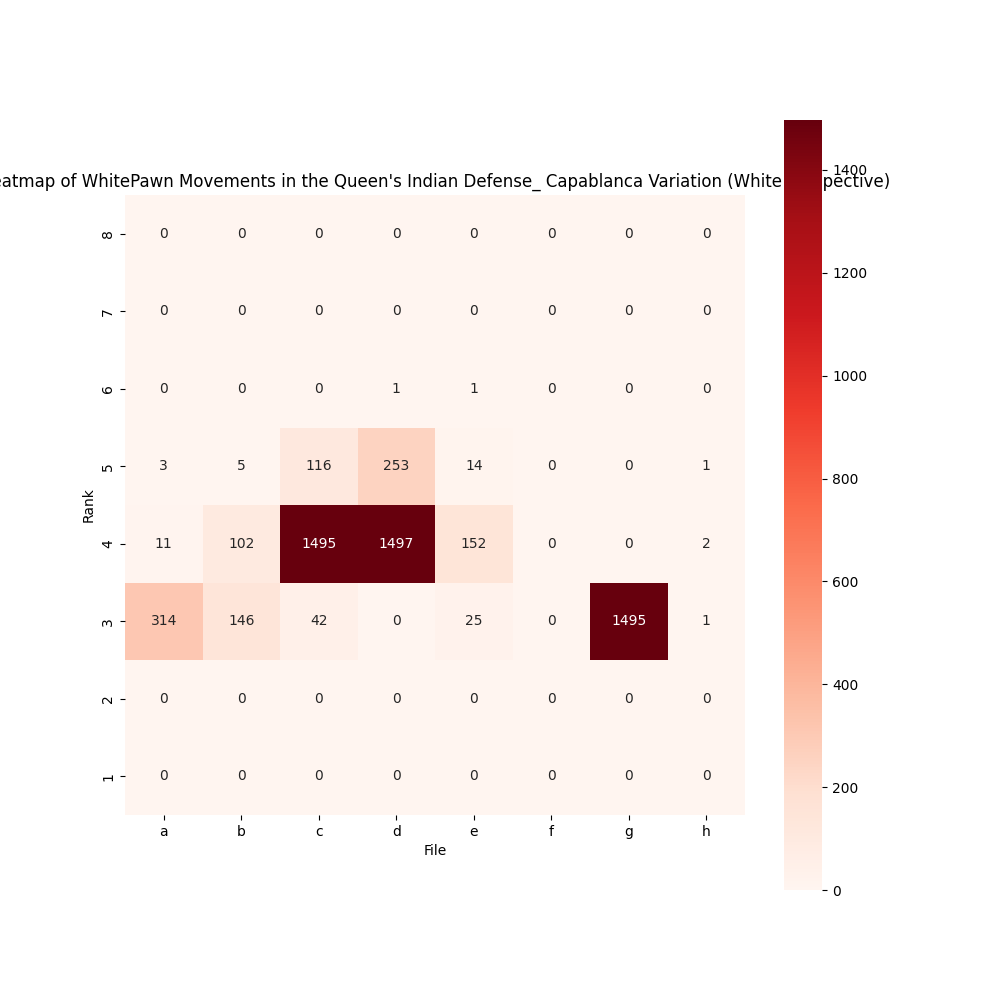 eatmap of WhitePawn Movements in the Queen's Indian Defense_ Capablanca Variation (White pective)
Rank
8 0 0 0 0 0 0 0 0
7 0 0 0 0 0 0 0 0
6 0 0 0 1 1 0 0 0
5 3 5 116 253 14 0 0 1
4 11 102 1495 1497 152 0 0 2
3 314 146 42 0 25 0 1495 1
2 0 0 0 0 0 0 0 0
1 0 0 0 0 0 0 0 0
a b c d e f g h
File
1400
1200
1000
800
600
400
200
0